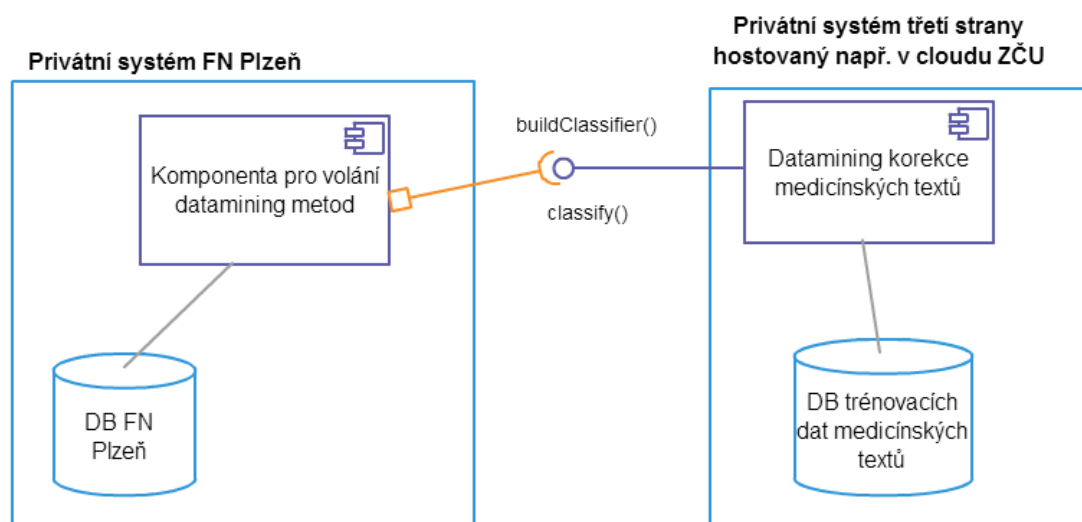 Privátní systém FN Plzeň
Privátní systém třetí strany
hostovaný např. v cloudu ZČU
Komponenta pro volání
datamining metod
buildClassifier()
classify()
Datamining korekce
medicínských textů
DB FN
Plzeň
DB trénovacích
dat medicínských
textů